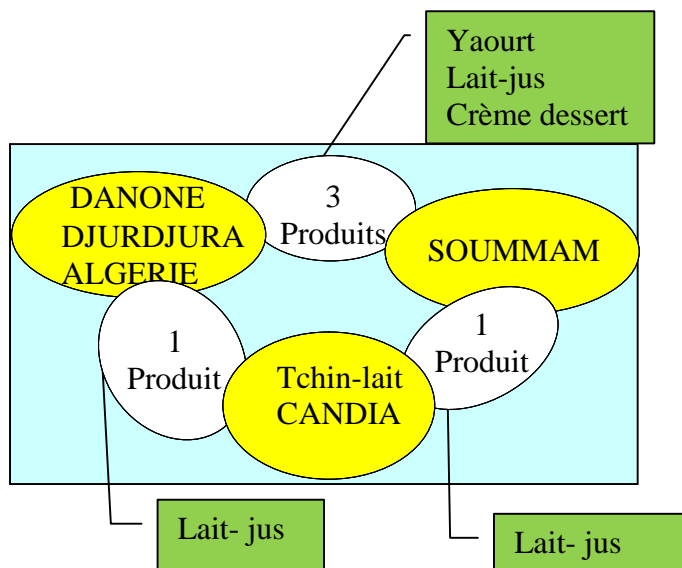 Yaourt
Lait-jus
Crème dessert
3
Produits
DANONE
DJURDJURA
ALGERIE
SOUMMAM
1
Produit
1
Produit
Tchin-lait
CANDIA
Lait- jus
Lait- jus